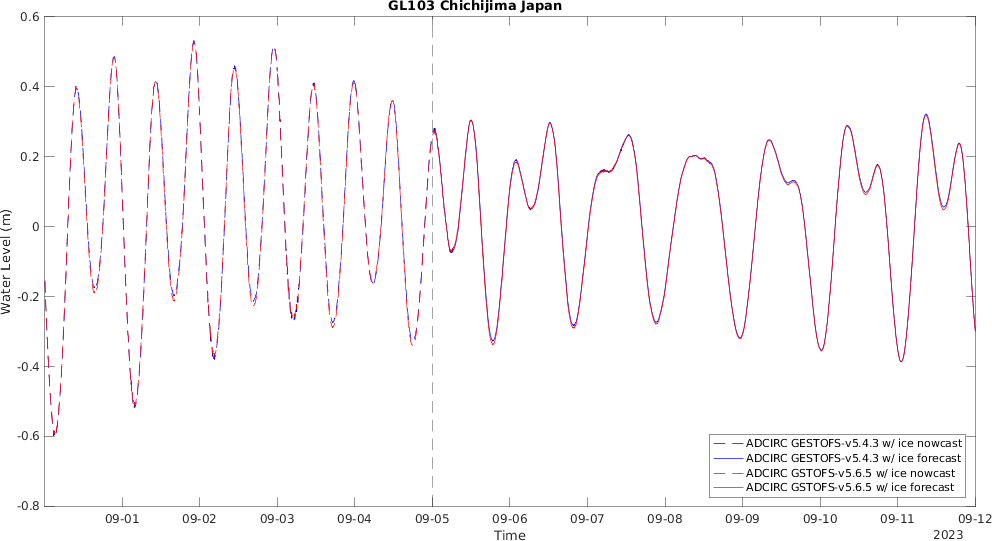 GL103 Chichijima Japan
0.6
0.4
0.2
0
-0.2
-0.4
-0.6
-0.8
Water Level (m)
ADCIRC GESTOFS-v5.4.3 w/ ice nowcast
ADCIRC GESTOFS-v5.4.3 w/ ice forecast
ADCIRC GSTOFS-v5.6.5 w/ ice nowcast
ADCIRC GSTOFS-v5.6.5 w/ ice forecast
09-01 09-02 09-03 09-04 09-05 09-06 09-07 09-08 09-09 09-10 09-11 09-12
Time
2023